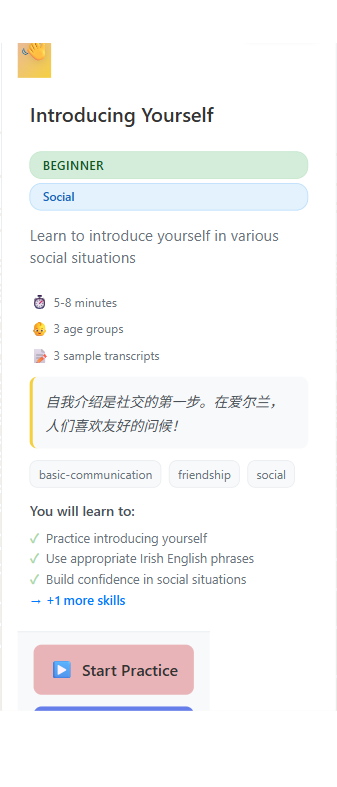 Introducing Yourself
BEGINNER
Social
Learn to introduce yourself in various
social situations
5-8 minutes
3 age groups
3 sample transcripts
自我介绍是社交的第一步。在爱尔兰，
人们喜欢友好的问候！
basic-communication friendship social
You will learn to:
✓ Practice introducing yourself
✓ Use appropriate Irish English phrases
✓ Build confidence in social situations
→ +1 more skills
Start Practice